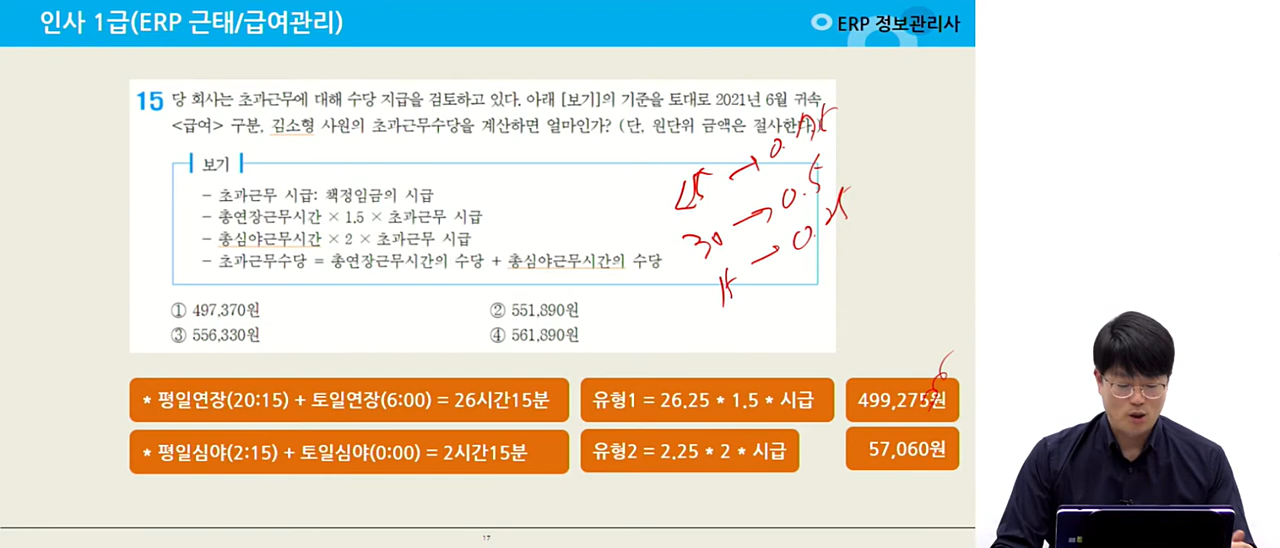 인사 1급(ERP 근태/급여관리)
ERP 정보관리사
15 당 회사는 초과근무에 대해 수당 지급을 검토하고 있다. 아래 [보기]의 기준을 토대로 2021년 6월 귀속
<급여> 구분, 김소형 사원의 초과근무수당을 계산하면 얼마인가? (단, 원단위 금액은 절사한다.)
보기
- 초과근무 시급: 책정임금의 시급
- 총연장근무시간 × 1.5 × 초과근무 시급
- 총심야근무시간 × 2 × 초과근무 시급
- 초과근무수당 = 총연장근무시간의 수당 + 총심야근무시간의 수당
45 → 0.75
30 → 0.5
15 → 0.25
① 497,370원 ② 551,890원
③ 556,330원 ④ 561,890원
* 평일연장(20:15) + 토일연장(6:00) = 26시간15분 유형1 = 26.25 * 1.5 * 시급 499,275원
* 평일심야(2:15) + 토일심야(0:00) = 2시간15분 유형2 = 2.25 * 2 * 시급 57,060원
17